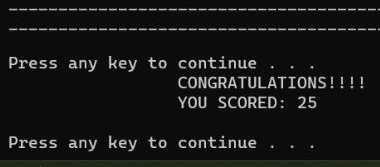 Press any key to continue . . .
CONGRATULATIONS!!!!
YOU SCORED: 25
Press any key to continue . . .